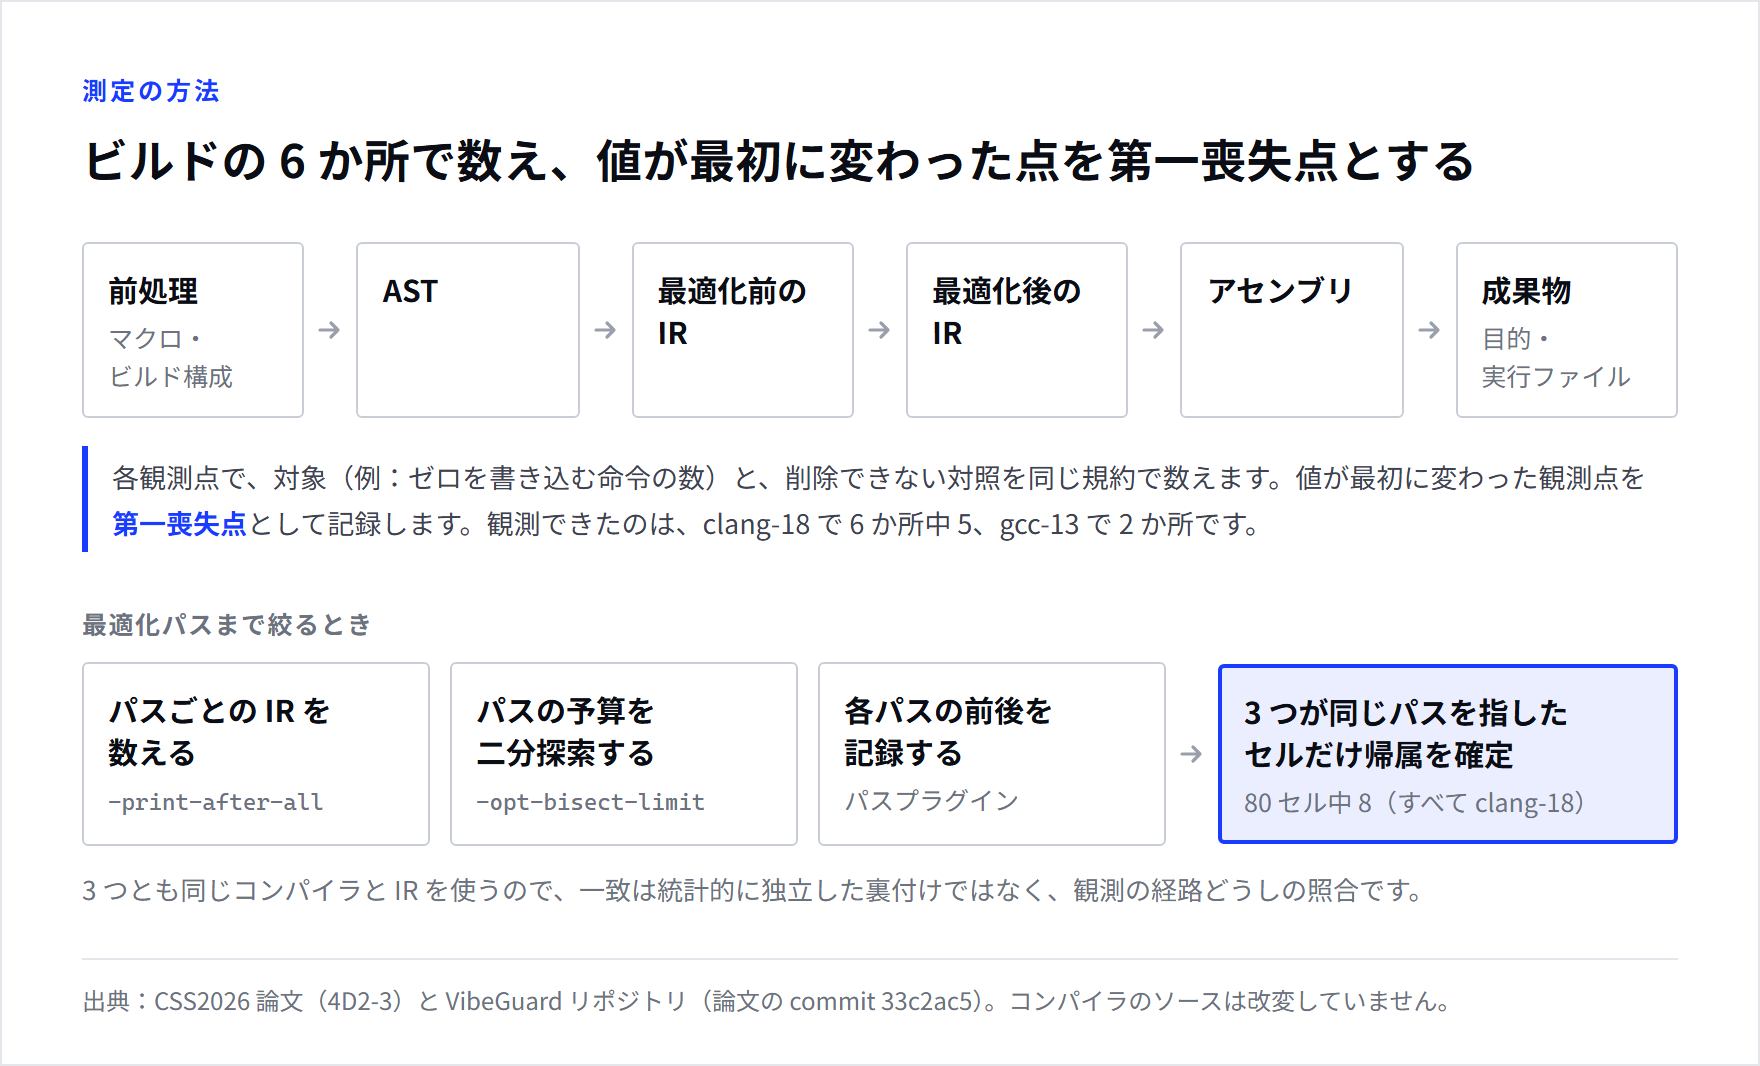 測定の方法
ビルドの 6 か所で数え、値が最初に変わった点を第一喪失点とする
前処理
マクロ・
ビルド構成
→
AST
→
最適化前の
IR
→
最適化後の
IR
→
アセンブリ
→
成果物
目的・
実行ファイル
各観測点で、対象（例：ゼロを書き込む命令の数）と、削除できない対照を同じ規約で数えます。値が最初に変わった観測点を
第一喪失点として記録します。観測できたのは、clang-18 で 6 か所中 5、gcc-13 で 2 か所です。
最適化パスまで絞るとき
パスごとの IR を
数える
-print-after-all
パスの予算を
二分探索する
-opt-bisect-limit
各パスの前後を
記録する
パスプラグイン
→
3 つが同じパスを指した
セルだけ帰属を確定
80 セル中 8（すべて clang-18）
3 つとも同じコンパイラと IR を使うので、一致は統計的に独立した裏付けではなく、観測の経路どうしの照合です。
出典：CSS2026 論文（4D2-3）と VibeGuard リポジトリ（論文の commit 33c2ac5）。コンパイラのソースは改変していません。